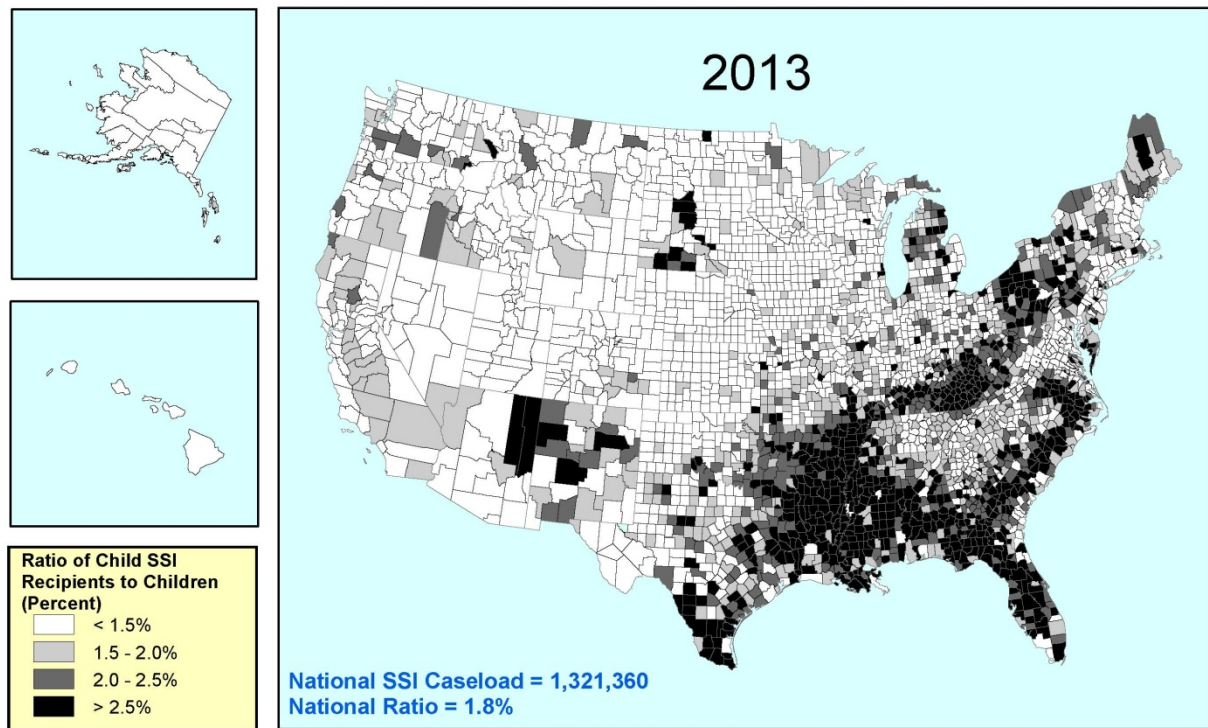 2013
Ratio of Child SSI
Recipients to Children
(Percent)
< 1.5%
1.5 - 2.0%
2.0 - 2.5%
> 2.5%
National SSI Caseload = 1,321,360
National Ratio = 1.8%